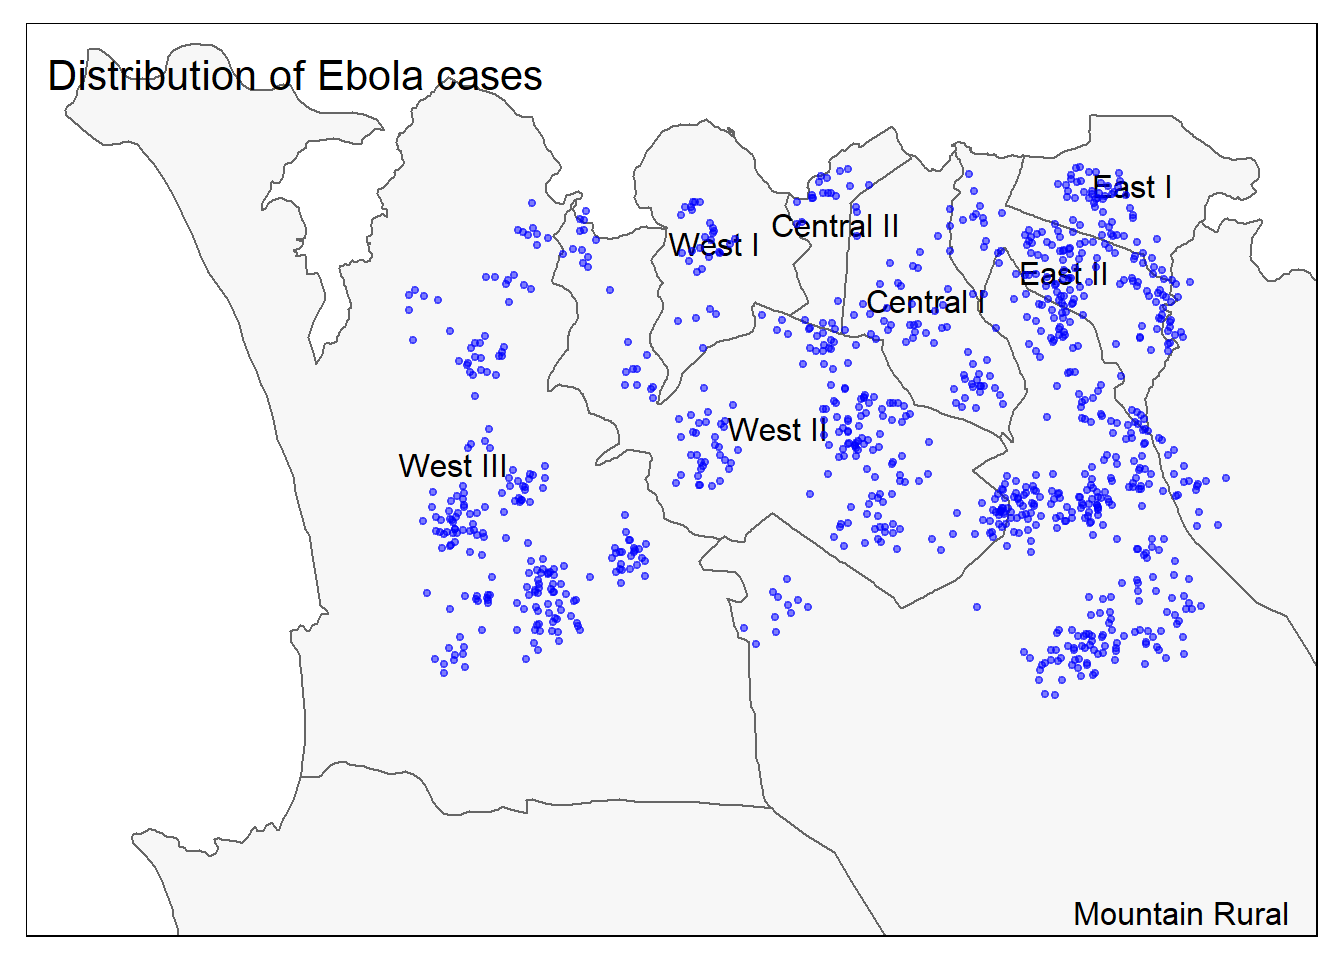 Distribution of Ebola cases
East I
Central II
West I
East II
Central I
West II
West III
Mountain Rural